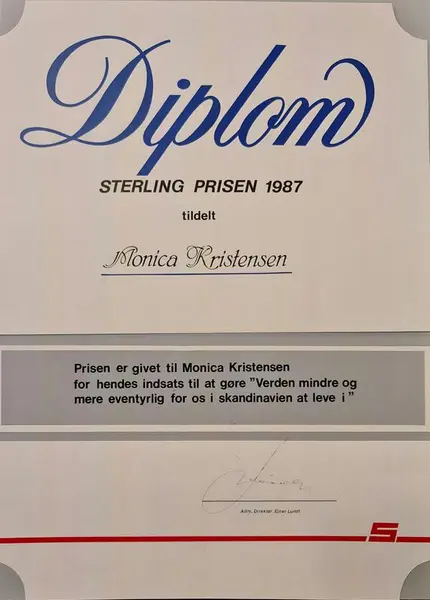 Diplom
STERLING PRISEN 1987
tildelt
Monica Kristensen
Prisen er givet til Monica Kristensen
for hendes indsats til at gøre "Verden mindre og
mere eventyrlig for os i skandinavien at leve i"
Adm. Direktør Einar Lundt
S